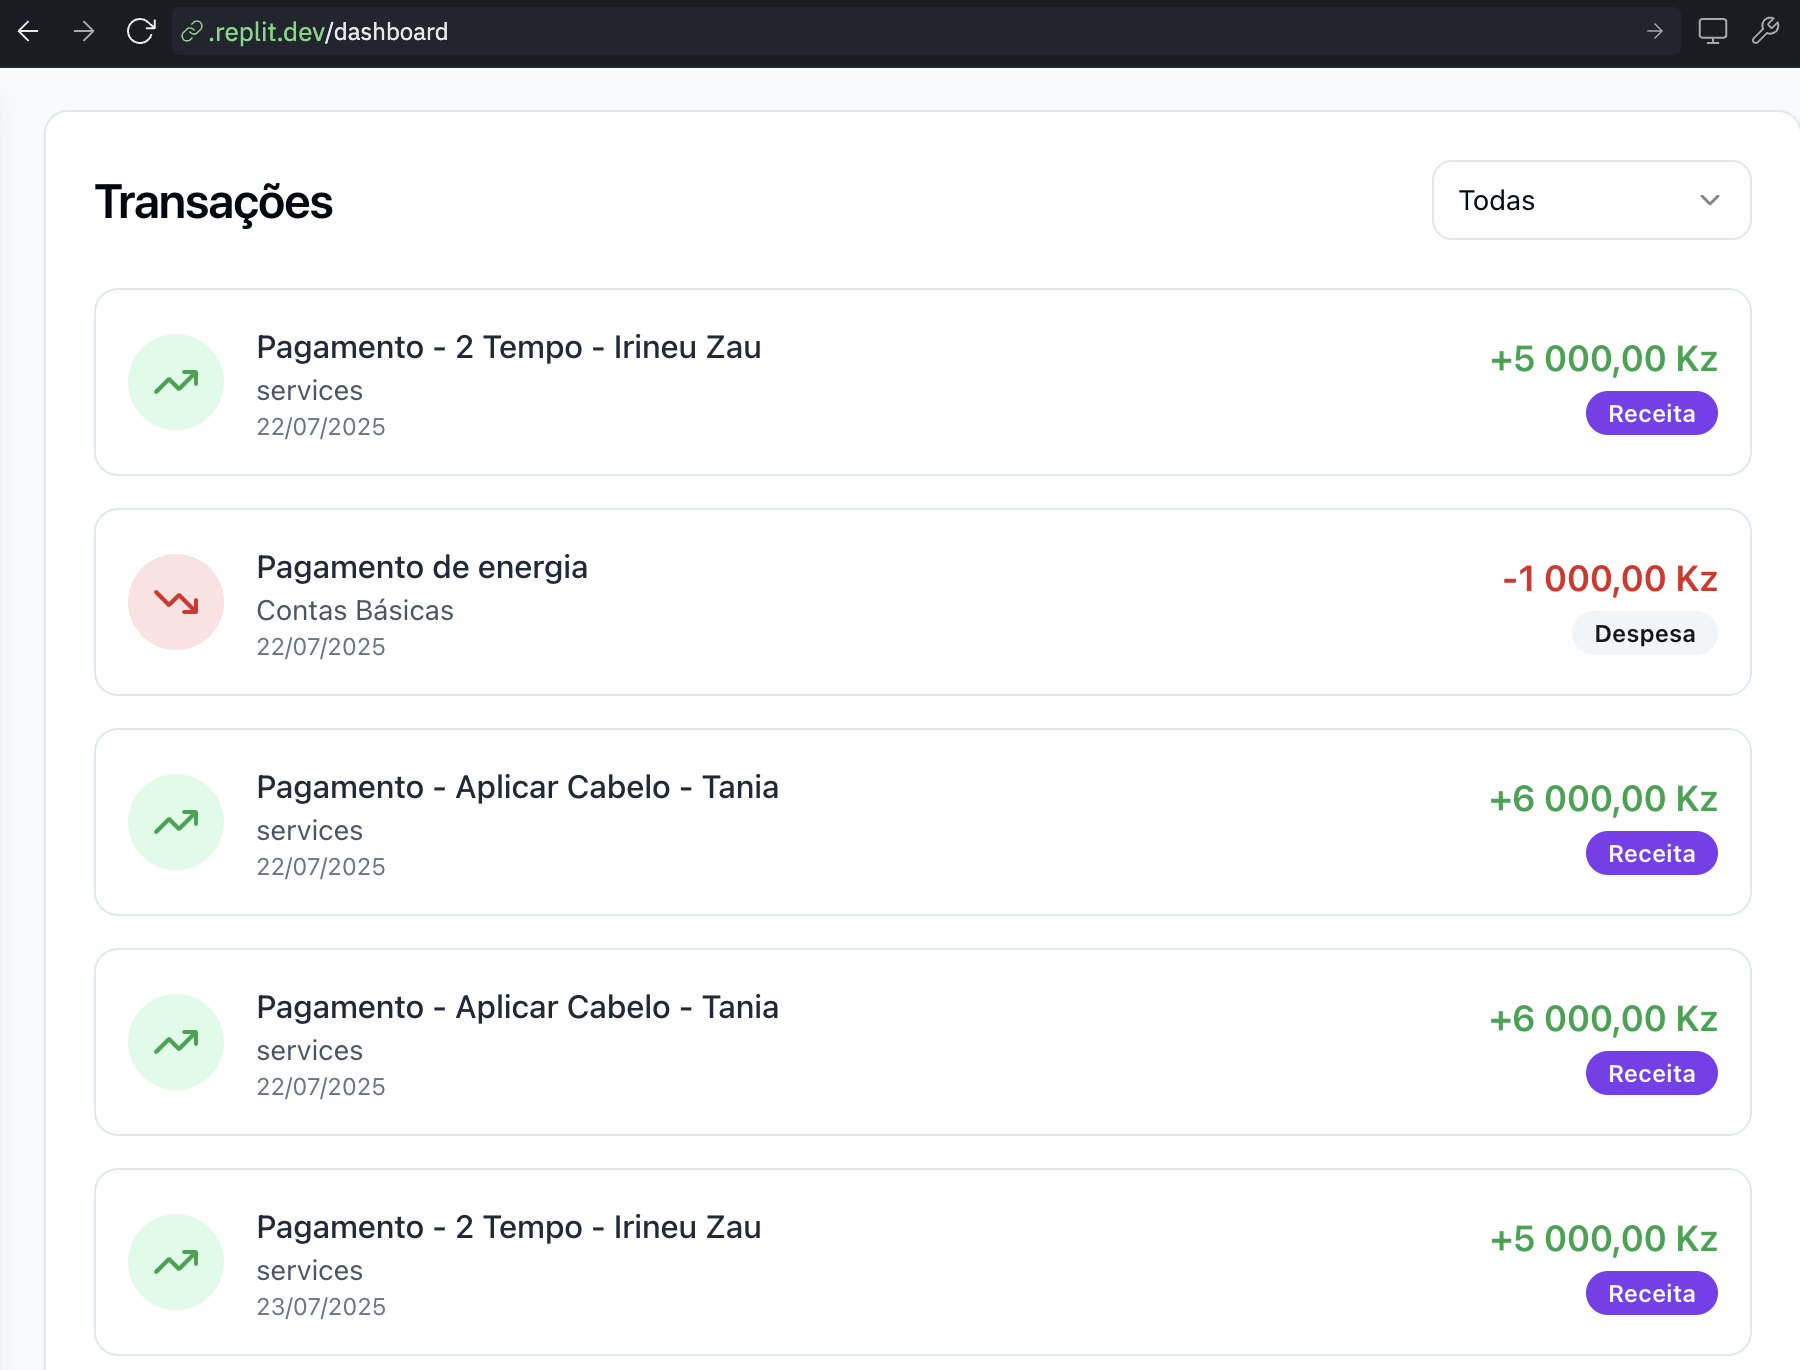 .replit.dev/dashboard
Transações
Todas
Pagamento - 2 Tempo - Irineu Zau
services
22/07/2025
+5 000,00 Kz
Receita
Pagamento de energia
Contas Básicas
22/07/2025
-1 000,00 Kz
Despesa
Pagamento - Aplicar Cabelo - Tania
services
22/07/2025
+6 000,00 Kz
Receita
Pagamento - Aplicar Cabelo - Tania
services
22/07/2025
+6 000,00 Kz
Receita
Pagamento - 2 Tempo - Irineu Zau
services
23/07/2025
+5 000,00 Kz
Receita